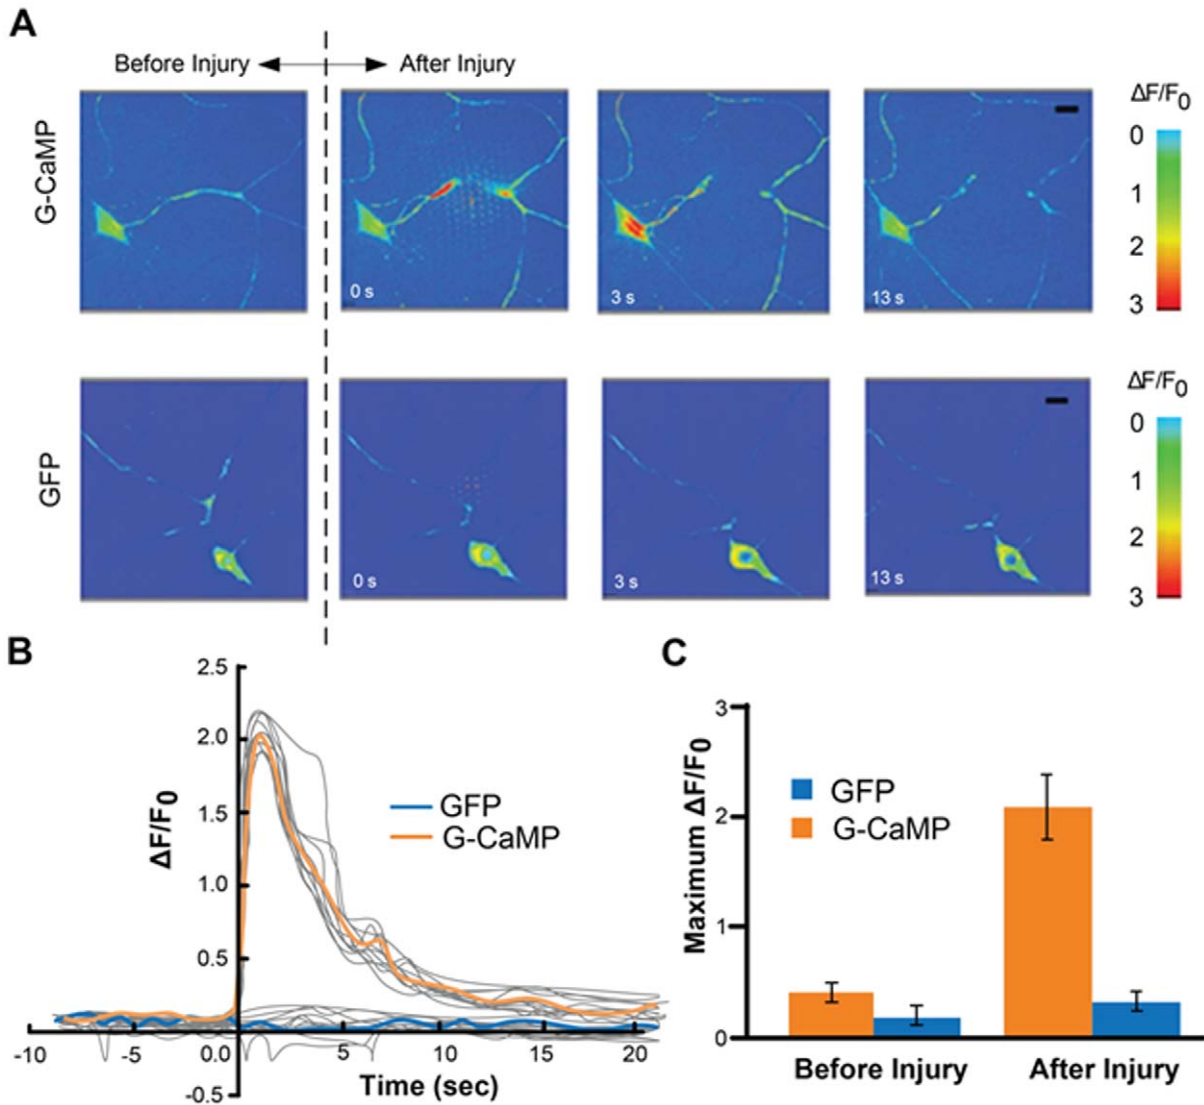 A
Before Injury
After Injury
G-CaMP
0 s
3 s
13 s
ΔF/F0
0
1
2
3
GFP
0 s
3 s
13 s
ΔF/F0
0
1
2
3
B
ΔF/F0
2.5
2.0
1.5
1.0
0.5
-0.5
GFP
G-CaMP
-10 -5 0.0 5 10 15 20
Time (sec)
C
Maximum ΔF/F0
3
2
1
0
GFP
G-CaMP
Before Injury After Injury